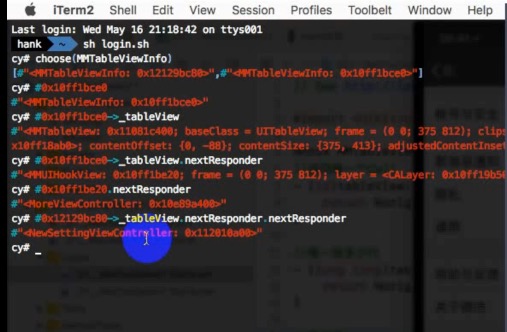 iTerm2 Shell Edit View Session Profiles Toolbelt Window Help
Last login: Wed May 16 21:18:42 on ttys001
hank ~ sh login.sh
cy# choose(MMTableViewInfo)
[#"<MMTableViewInfo: 0x12129bc80>",#"<MMTableViewInfo: 0x10ff1bce0>"]
cy# #0x10ff1bce0
#"<MMTableViewInfo: 0x10ff1bce0>"
cy# #0x10ff1bce0->_tableView
#"<MMTableView: 0x11081c400; baseClass = UITableView; frame = (0 0; 375 812); clips
x10ff18ab0>; contentOffset: {0, -88}; contentSize: {375, 413}; adjustedContentInset
cy# #0x10ff1bce0->_tableView.nextResponder
#"<MMUIHookView: 0x10ff1be20; frame = (0 0; 375 812); layer = <CALayer: 0x10ff19b50
cy# #0x10ff1be20.nextResponder
#"<MoreViewController: 0x10e89a400>"
cy# #0x12129bc80->_tableView.nextResponder.nextResponder
#"<NewSettingViewController: 0x112010a00>"
cy# _